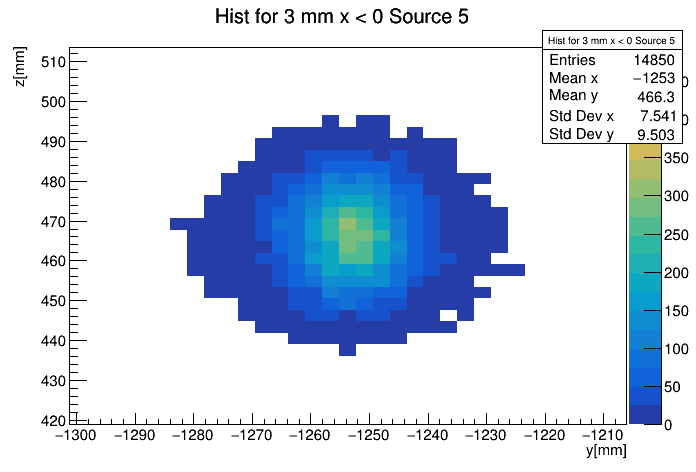 Hist for 3 mm x < 0 Source 5
z[mm]
510
500
490
480
470
460
450
440
430
420
−1300 −1290 −1280 −1270 −1260 −1250 −1240 −1230 −1220 −1210
y[mm]
Hist for 3 mm x < 0 Source 5
Entries 14850
Mean x −1253
Mean y 466.3
Std Dev x 7.541
Std Dev y 9.503
350
300
250
200
150
100
50
0